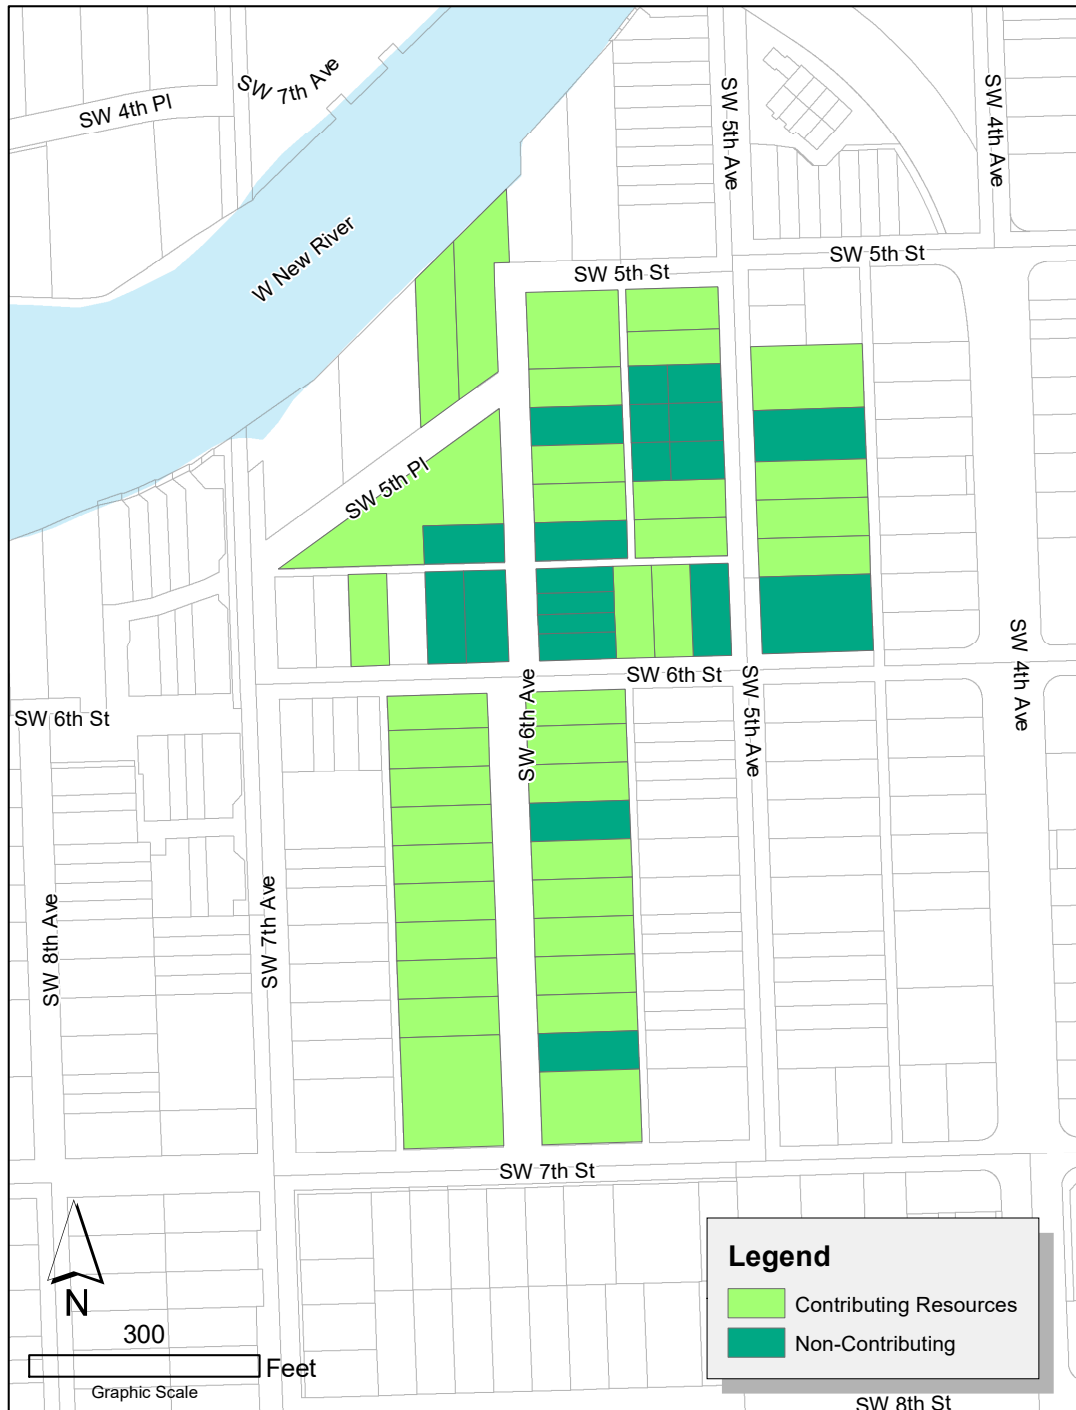 SW 7th Ave
SW 4th Pl
SW 5th Ave
SW 4th Ave
W New River
SW 5th St
SW 5th St
SW 5th Pl
SW 6th St
SW 4th Ave
SW 6th St
SW 6th Ave
SW 5th Ave
SW 8th Ave
SW 7th Ave
SW 7th St
N
300
Feet
Graphic Scale
Legend
Contributing Resources
Non-Contributing
SW 8th St